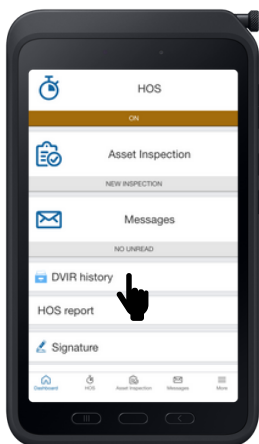 HOS
ON
Asset Inspection
NEW INSPECTION
Messages
NO UNREAD
DVIR history
HOS report
Signature
Dashboard HOS Asset Inspection Messages More